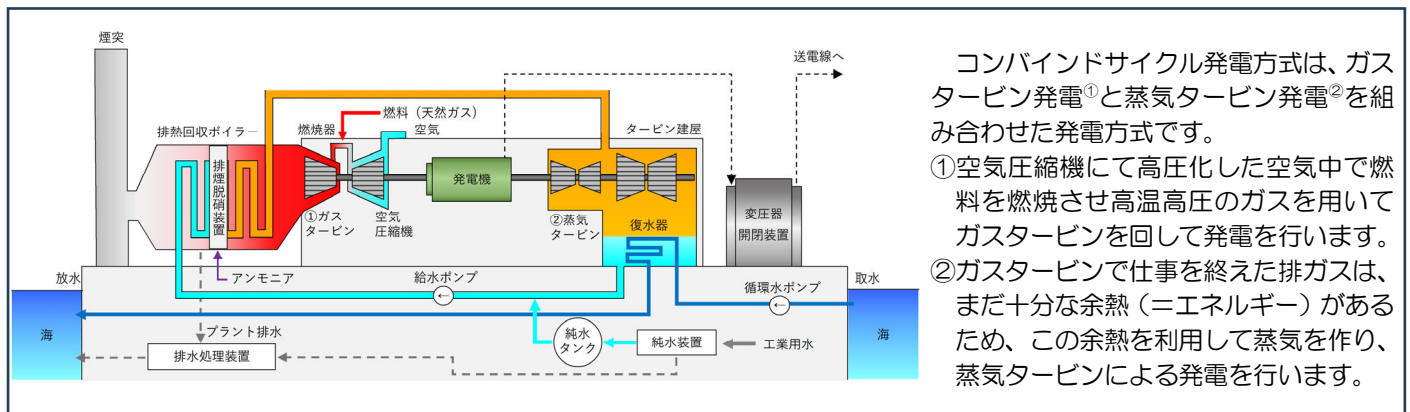 煙突
送電線へ
燃料（天然ガス）
排熱回収ボイラー
燃焼器
空気
タービン建屋
排煙脱硝装置
発電機
①ガス
タービン
空気
圧縮機
②蒸気
タービン
復水器
変圧器
開閉装置
放水
アンモニア
給水ポンプ
循環水ポンプ
取水
海
プラント排水
純水
タンク
純水装置
工業用水
海
排水処理装置
コンバインドサイクル発電方式は、ガス
タービン発電①と蒸気タービン発電②を組
み合わせた発電方式です。
①空気圧縮機にて高圧化した空気中で燃
料を燃焼させ高温高圧のガスを用いて
ガスタービンを回して発電を行います。
②ガスタービンで仕事を終えた排ガスは、
まだ十分な余熱（＝エネルギー）がある
ため、この余熱を利用して蒸気を作り、
蒸気タービンによる発電を行います。